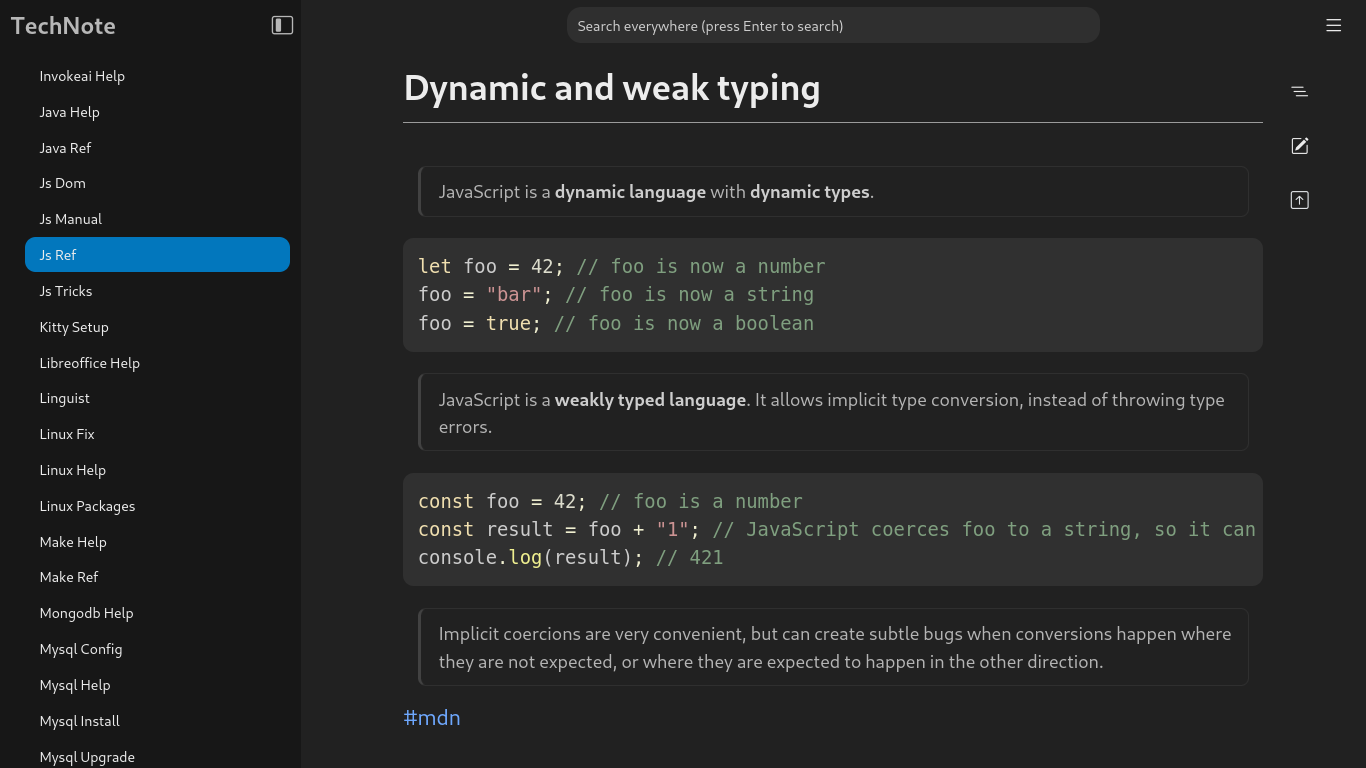 TechNote
Search everywhere (press Enter to search)
Invokeai Help
Java Help
Java Ref
Js Dom
Js Manual
Js Ref
Js Tricks
Kitty Setup
Libreoffice Help
Linguist
Linux Fix
Linux Help
Linux Packages
Make Help
Make Ref
Mongodb Help
Mysql Config
Mysql Help
Mysql Install
Mysql Upgrade
Dynamic and weak typing
JavaScript is a dynamic language with dynamic types.
let foo = 42; // foo is now a number
foo = "bar"; // foo is now a string
foo = true; // foo is now a boolean
JavaScript is a weakly typed language. It allows implicit type conversion, instead of throwing type
errors.
const foo = 42; // foo is a number
const result = foo + "1"; // JavaScript coerces foo to a string, so it can
console.log(result); // 421
Implicit coercions are very convenient, but can create subtle bugs when conversions happen where
they are not expected, or where they are expected to happen in the other direction.
#mdn